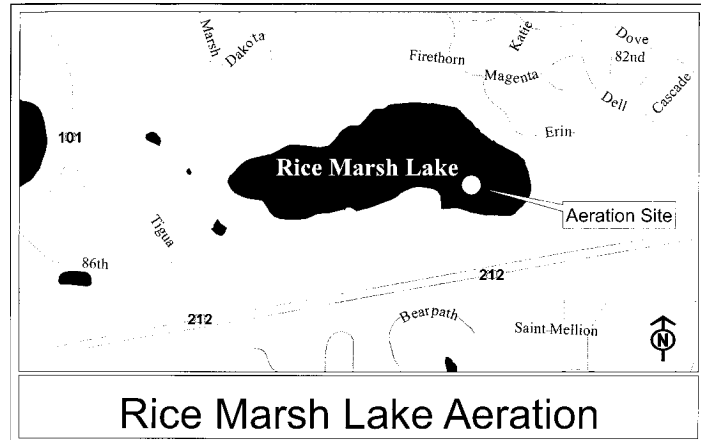 Marsh
Dakota
Katie
Dove
82nd
Firethorn
Magenta
Dell
Cascade
Erin
101
Rice Marsh Lake
Aeration Site
Tigua
86th
212
212
Bearpath
Saint Mellion
N
Rice Marsh Lake Aeration